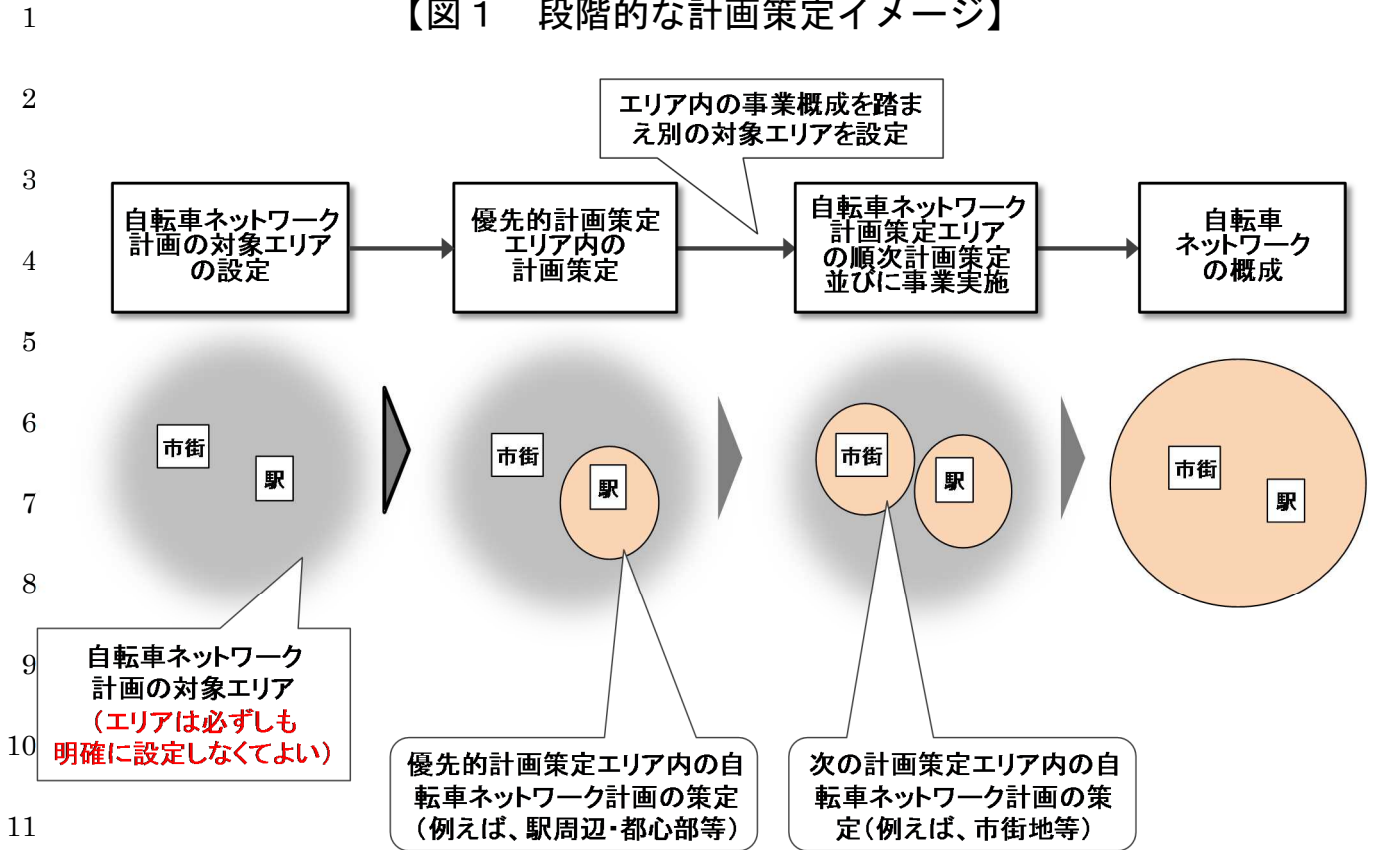 1
【図1 段階的な計画策定イメージ】
2
エリア内の事業概成を踏ま
え別の対象エリアを設定
3
自転車ネットワーク
計画の対象エリア
の設定
優先的計画策定
エリア内の
計画策定
自転車ネットワーク
計画策定エリア
の順次計画策定
並びに事業実施
自転車
ネットワーク
の概成
4
5
6
市街
駅
市街
駅
市街
駅
市街
駅
7
8
9
自転車ネットワーク
計画の対象エリア
(エリアは必ずしも
明確に設定しなくてよい)
10
優先的計画策定エリア内の自
転車ネットワーク計画の策定
(例えば、駅周辺・都心部等)
次の計画策定エリア内の自
転車ネットワーク計画の策
定(例えば、市街地等)
11